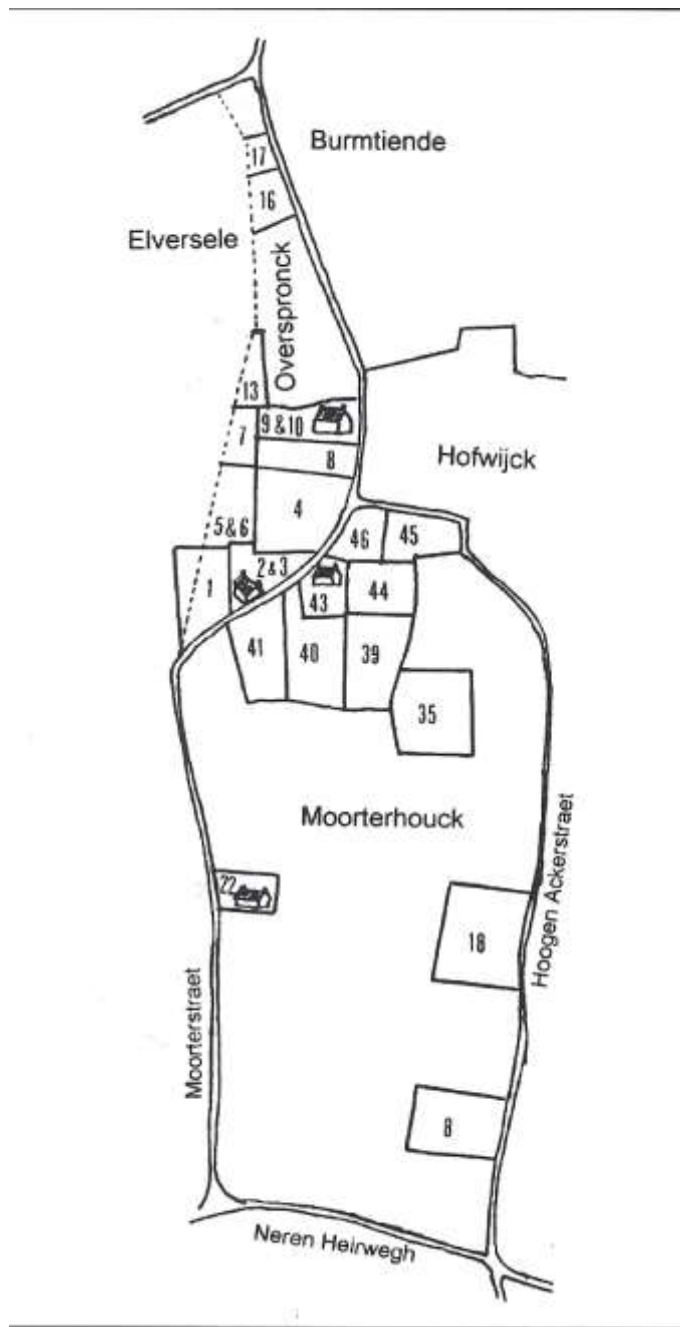 Burmtiende
17
16
Elversele
Overspronck
13
9 & 10
7
8
Hofwijck
4
5 & 6
46
45
2 & 3
1
43
44
41
40
39
35
Moorterhouck
22
18
Hoogen Ackerstraet
Moorterstraet
8
Neren Heirwegh